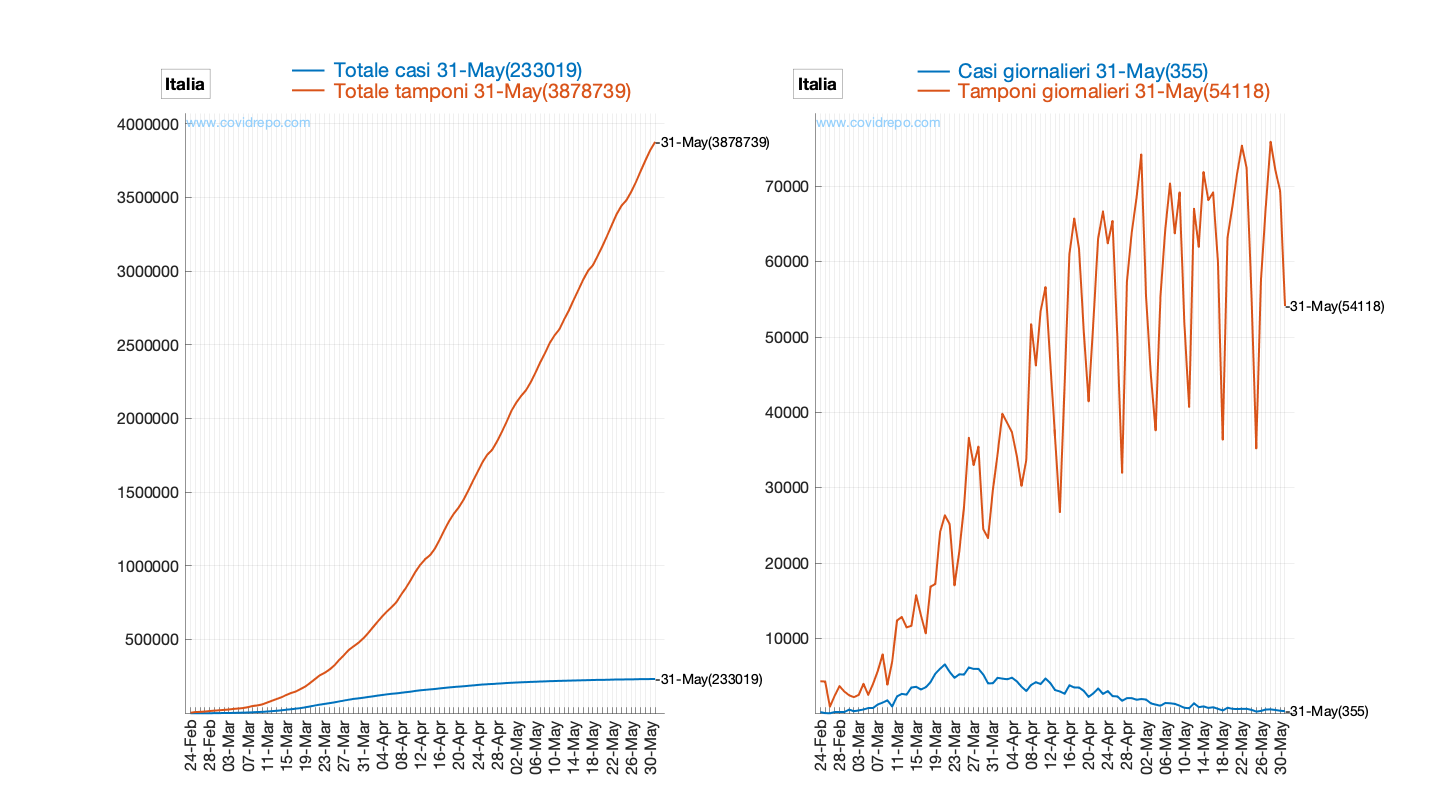 Italia
Totale casi 31-May(233019)
Totale tamponi 31-May(3878739)
www.covidrepo.com
4000000
3500000
3000000
2500000
2000000
1500000
1000000
500000
31-May(3878739)
31-May(233019)
24-Feb
28-Feb
03-Mar
07-Mar
11-Mar
15-Mar
19-Mar
23-Mar
27-Mar
31-Mar
04-Apr
08-Apr
12-Apr
16-Apr
20-Apr
24-Apr
28-Apr
02-May
06-May
10-May
14-May
18-May
22-May
26-May
30-May
Italia
Casi giornalieri 31-May(355)
Tamponi giornalieri 31-May(54118)
www.covidrepo.com
70000
60000
50000
40000
30000
20000
10000
31-May(54118)
31-May(355)
24-Feb
28-Feb
03-Mar
07-Mar
11-Mar
15-Mar
19-Mar
23-Mar
27-Mar
31-Mar
04-Apr
08-Apr
12-Apr
16-Apr
20-Apr
24-Apr
28-Apr
02-May
06-May
10-May
14-May
18-May
22-May
26-May
30-May